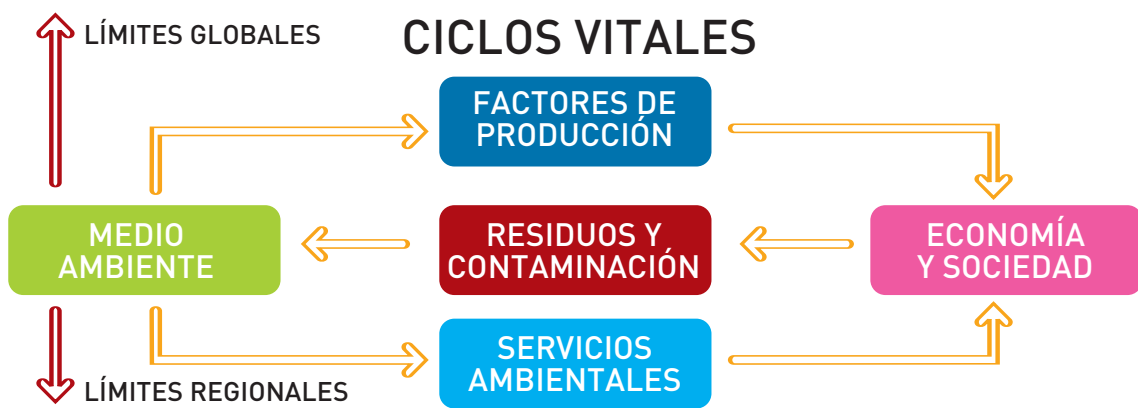 LÍMITES GLOBALES
CICLOS VITALES
FACTORES DE
PRODUCCIÓN
MEDIO
AMBIENTE
RESIDUOS Y
CONTAMINACIÓN
ECONOMÍA
Y SOCIEDAD
SERVICIOS
AMBIENTALES
LÍMITES REGIONALES